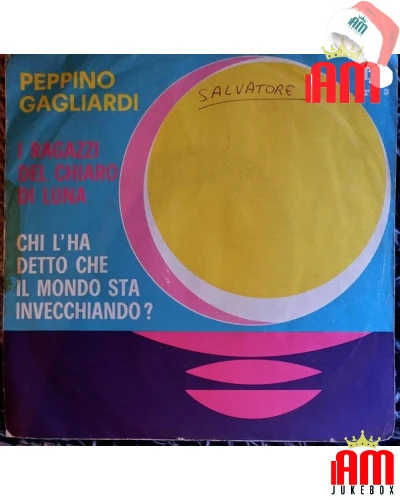 PEPPINO
GAGLIARDI
SALVATORE
I RAGAZZI
DEL CHIARO
DI LUNA
CHI L'HA
DETTO CHE
IL MONDO STA
INVECCHIANDO?
IAM
IAM
IAM
JUKEBOX